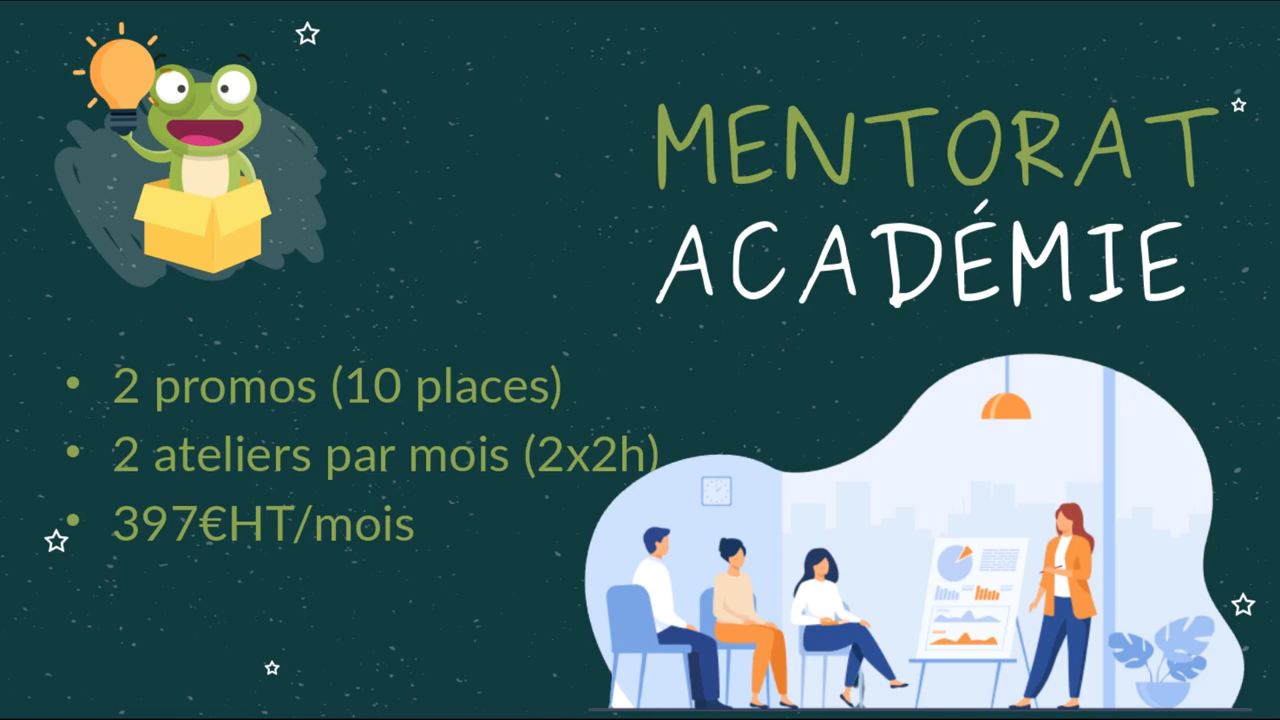 MENTORAT
ACADÉMIE
• 2 promos (10 places)
• 2 ateliers par mois (2x2h)
• 397€HT/mois